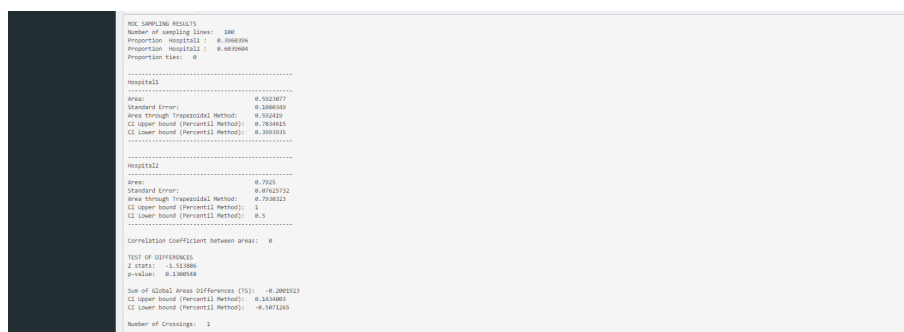 ROC SAMPLING RESULTS
Number of sampling lines: 100
Proportion Hospital1 : 0.3960396
Proportion Hospital2 : 0.6039604
Proportion ties: 0
------------------------------------------------
Hospital1
------------------------------------------------
Area: 0.5923077
Standard Error: 0.1080349
Area through Trapezoidal Method: 0.592419
CI Upper bound (Percentil Method): 0.7834615
CI Lower bound (Percentil Method): 0.3993935
------------------------------------------------
------------------------------------------------
Hospital2
------------------------------------------------
Area: 0.7925
Standard Error: 0.07625732
Area through Trapezoidal Method: 0.7930323
CI Upper bound (Percentil Method): 1
CI Lower bound (Percentil Method): 0.5
------------------------------------------------
Correlation Coefficient between areas: 0
TEST OF DIFFERENCES
Z stats: -1.513886
p-value: 0.1300548
Sum of Global Areas Differences (TS): -0.2001923
CI Upper bound (Percentil Method): 0.1434003
CI Lower bound (Percentil Method): -0.5071265
Number of Crossings: 1